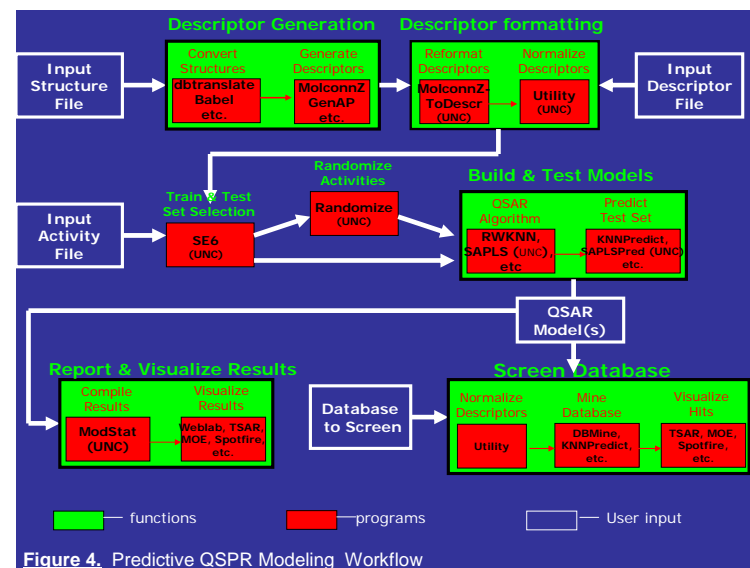 Descriptor Generation
Descriptor formatting
Input
Structure
File
Convert
Structures
dbtranslate
Babel
etc.
Generate
Descriptors
MolconnZ
GenAP
etc.
Reformat
Descriptors
MolconnZ-
ToDescr
(UNC)
Normalize
Descriptors
Utility
(UNC)
Input
Descriptor
File
Train & Test
Set Selection
Randomize
Activities
Build & Test Models
Input
Activity
File
SE6
(UNC)
Randomize
(UNC)
QSAR
Algorithm
RWKNN,
SAPLS (UNC),
etc
Predict
Test Set
KNNPredict,
SAPLSPred (UNC)
etc.
QSAR
Model(s)
Report & Visualize Results
Compile
Results
ModStat
(UNC)
Visualize
Results
Weblab, TSAR,
MOE, Spotfire,
etc.
Database
to Screen
Screen Database
Normalize
Descriptors
Utility
Mine
Database
DBMine,
KNNPredict,
etc.
Visualize
Hits
TSAR, MOE,
Spotfire,
etc.
functions
programs
User input
Figure 4. Predictive QSPR Modeling Workflow